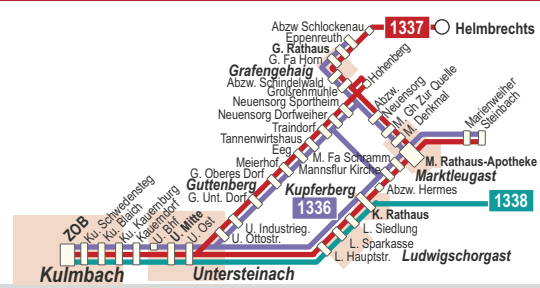 Abzw Schlockenau
1337
Helmbrechts
Eppenreuth
G. Rathaus
G. Fa Horn
Grafengehaig
Hohenberg
Abzw. Schindelwald
Großrehmühle
Neuensorg Sportheim
Abzw.
Neuensorg
M. Gh Zur Quelle
M. Denkmal
Marienweiher
Steinbach
Neuensorg Dorfweiher
Traindorf
Tannenwirtshaus
Eeg
Meierhof
M. Fa Schramm
Mannsflur Kirche
M. Rathaus-Apotheke
Marktleugast
G. Oberes Dorf
Guttenberg
G. Unt. Dorf
Kupferberg
Abzw. Hermes
1336
1338
K. Rathaus
ZOB
Ku. Schwedensteg
Ku. Blaich
Ku. Kauernburg
Kauerndorf
U. Bhf.
U. Mitte
U. Ost
U. Industrieg.
U. Ottostr.
L. Siedlung
L. Sparkasse
L. Hauptstr.
Ludwigschorgast
Kulmbach
Untersteinach